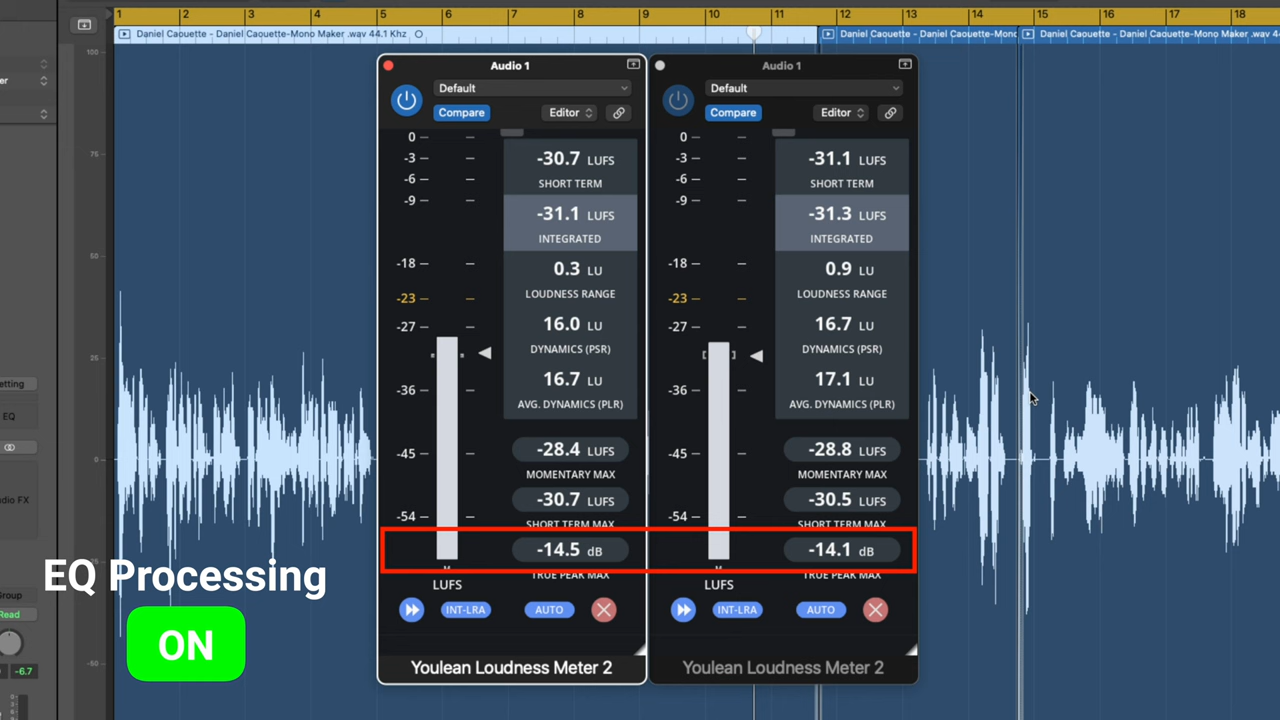 1 2 3 4 5 6 7 8 9 10 11 12 13 14 15 16 17 18
Daniel Caouette - Daniel Caouette-Mono Maker .wav 44.1 Khz
Daniel Caouette - Daniel Caouette-Mono
Daniel Caouette - Daniel Caouette-Mono Maker .wav 44
100
75
50
25
0
-50
Setting
EQ
Audio FX
Group
Read
-6.7
Audio 1
Default
Compare
Editor
0
-3
-6
-9
-18
-23
-27
-36
-45
-54
-30.7 LUFS
SHORT TERM
-31.1 LUFS
INTEGRATED
0.3 LU
LOUDNESS RANGE
16.0 LU
DYNAMICS (PSR)
16.7 LU
AVG. DYNAMICS (PLR)
-28.4 LUFS
MOMENTARY MAX
-30.7 LUFS
SHORT TERM MAX
-14.5 dB
TRUE PEAK MAX
M
LUFS
INT-LRA
AUTO
Youlean Loudness Meter 2
Audio 1
Default
Compare
Editor
0
-3
-6
-9
-18
-23
-27
-36
-45
-54
-31.1 LUFS
SHORT TERM
-31.3 LUFS
INTEGRATED
0.9 LU
LOUDNESS RANGE
16.7 LU
DYNAMICS (PSR)
17.1 LU
AVG. DYNAMICS (PLR)
-28.8 LUFS
MOMENTARY MAX
-30.5 LUFS
SHORT TERM MAX
-14.1 dB
TRUE PEAK MAX
M
LUFS
INT-LRA
AUTO
Youlean Loudness Meter 2
EQ Processing
ON